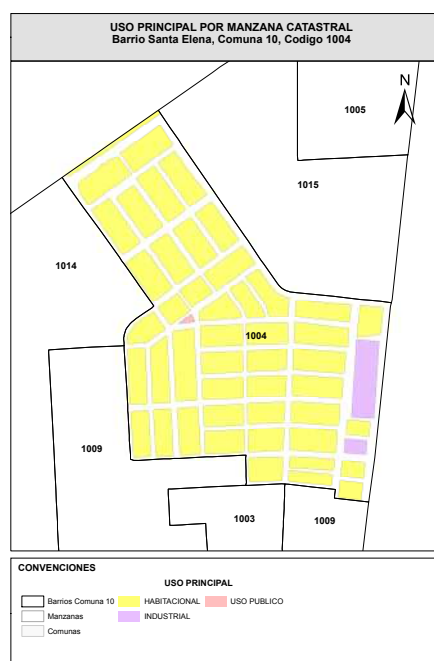 USO PRINCIPAL POR MANZANA CATASTRAL
Barrio Santa Elena, Comuna 10, Codigo 1004
N
1005
1015
1014
1004
1009
1003
1009
CONVENCIONES
USO PRINCIPAL
Barrios Comuna 10 HABITACIONAL USO PUBLICO
Manzanas INDUSTRIAL
Comunas